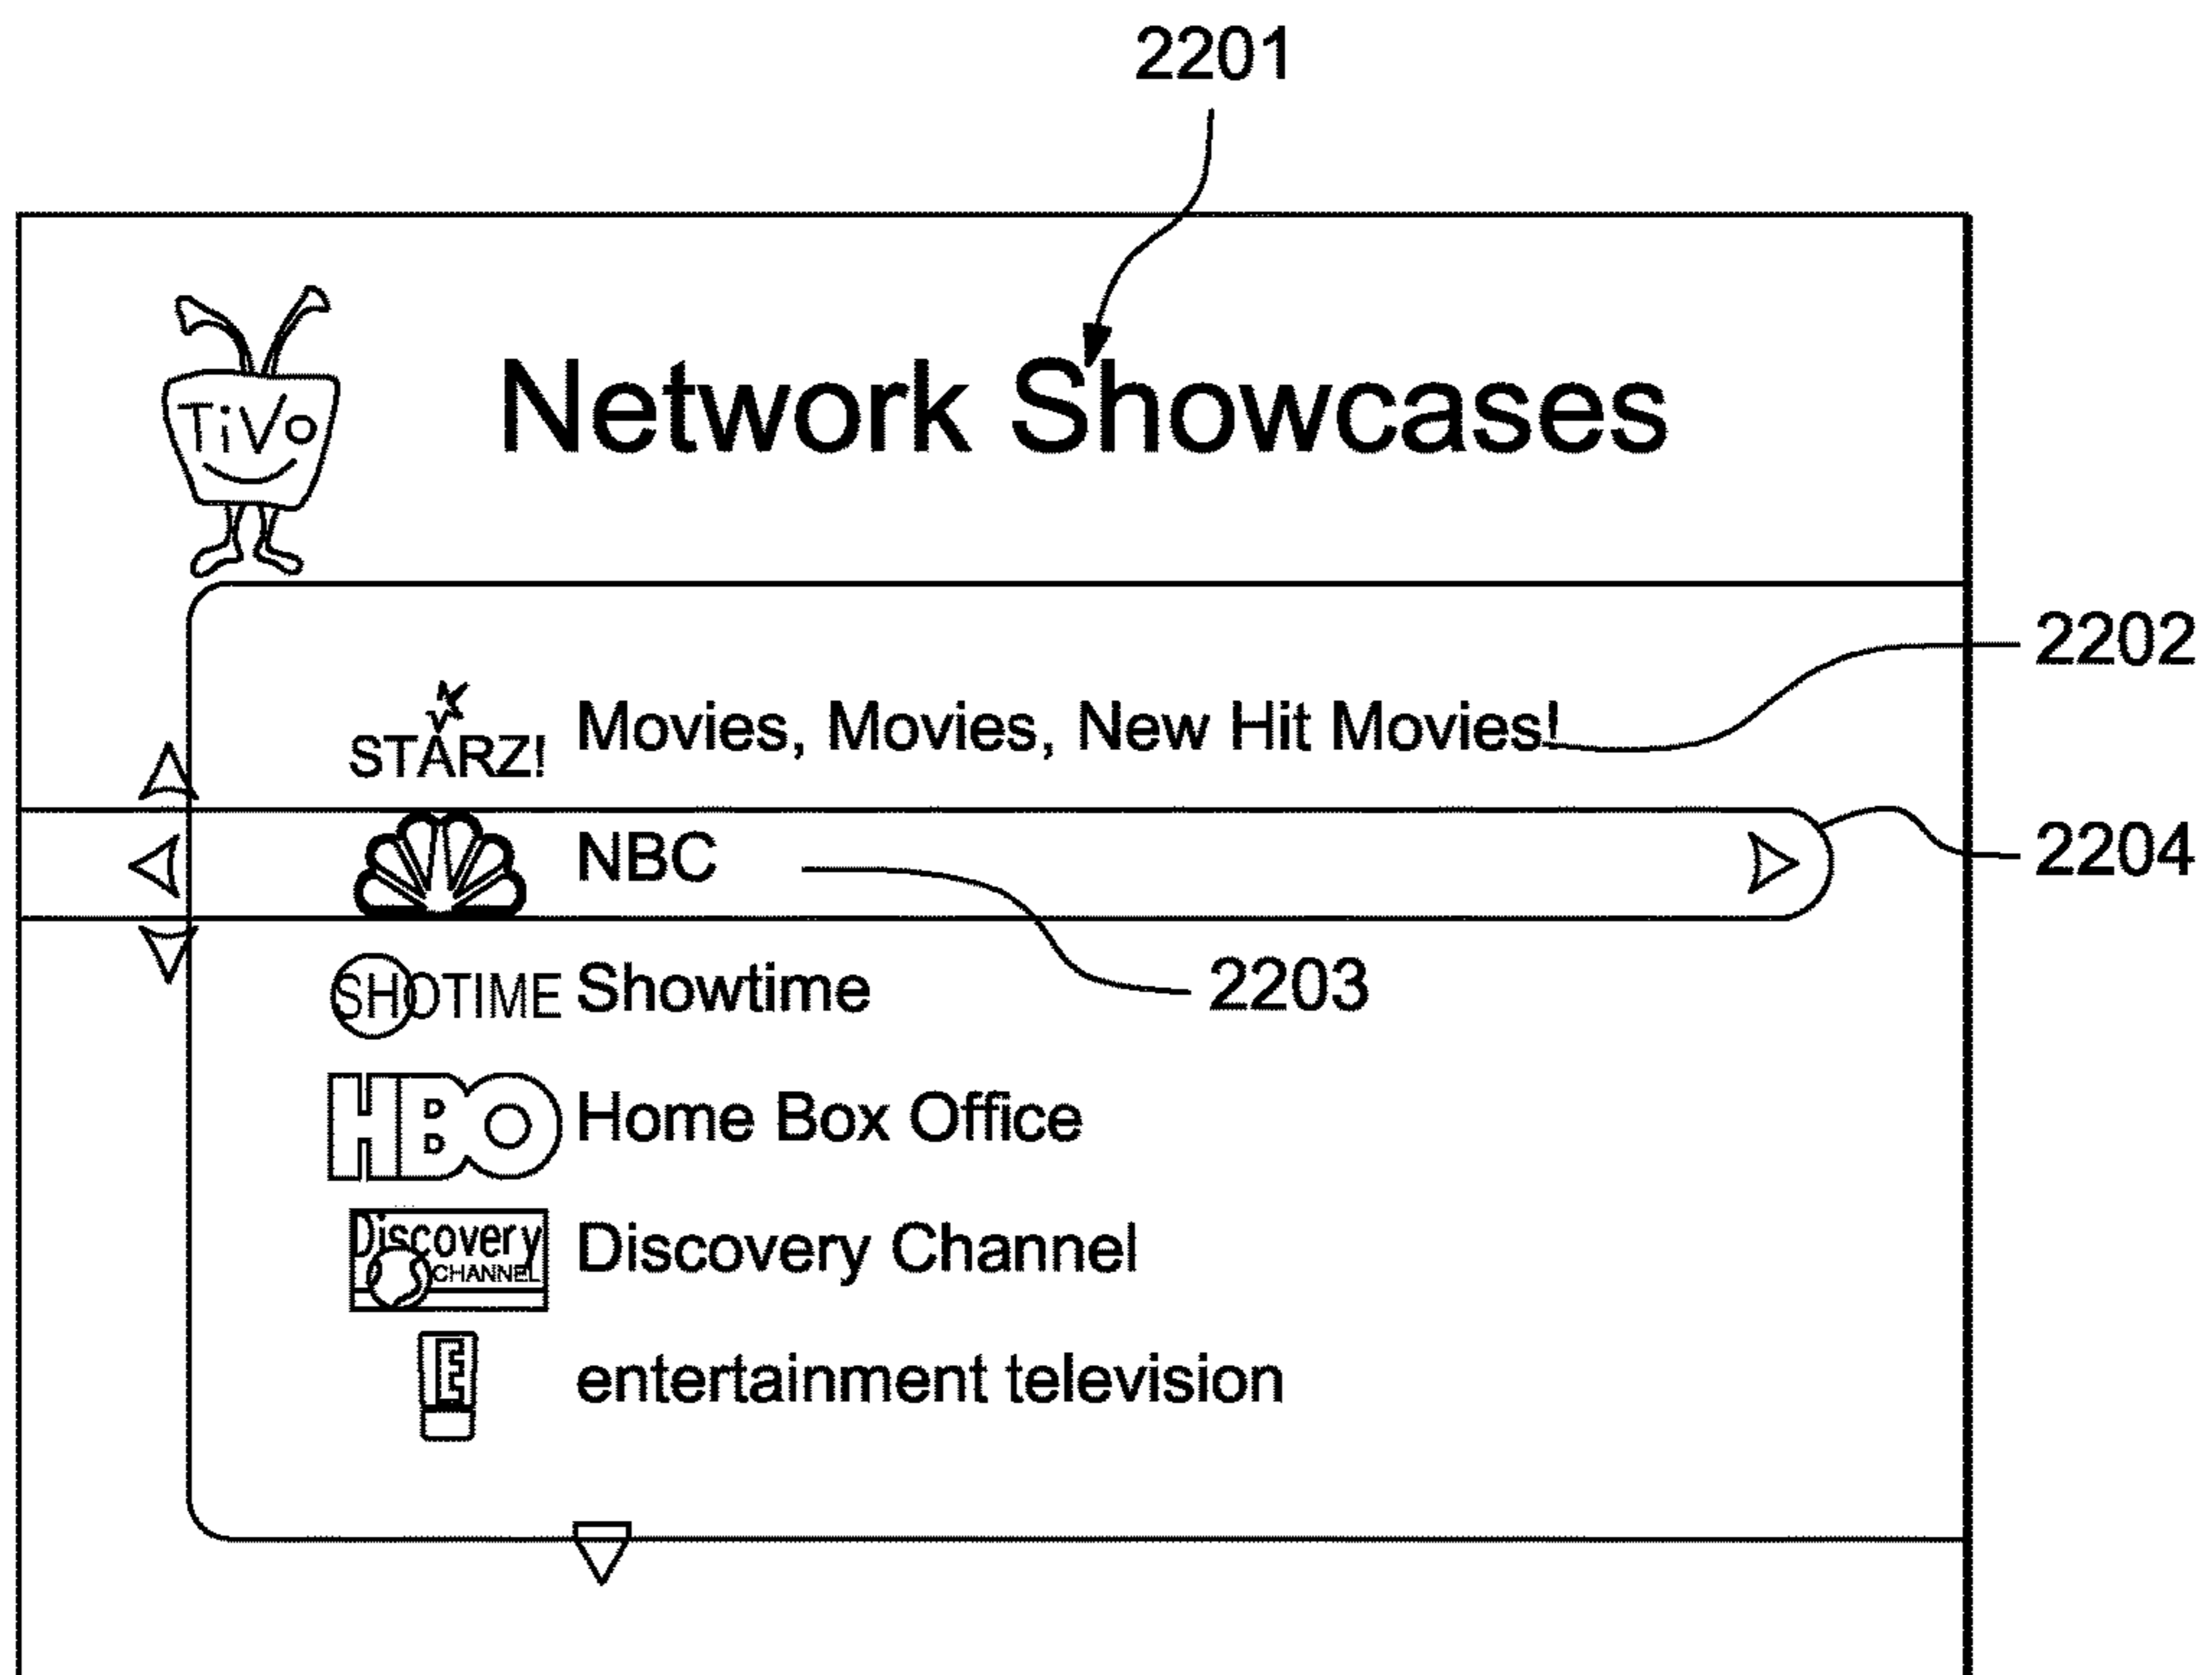 2201
TiVo
Network Showcases
2202
STARZ! Movies, Movies, New Hit Movies!
NBC
2204
SHOTIME Showtime
2203
HBO Home Box Office
Discovery CHANNEL Discovery Channel
E entertainment television